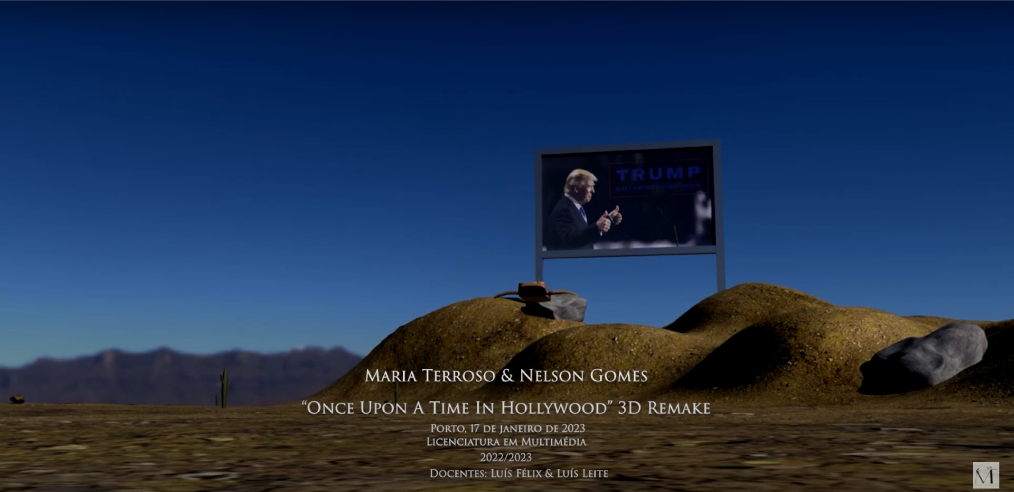 TRUMP
Maria Terroso & Nelson Gomes
“Once Upon A Time In Hollywood” 3D Remake
Porto, 17 de janeiro de 2023
Licenciatura em Multimédia
2022/2023
Docentes: Luís Félix & Luís Leite